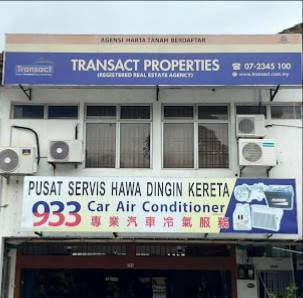 AGENSI HARTA TANAH BERDAFTAR
Transact
TRANSACT PROPERTIES
(REGISTERED REAL ESTATE AGENCY)
07-2345 100
www.transact.com.my
PUSAT SERVIS HAWA DINGIN KERETA
933 Car Air Conditioner
專業汽車冷氣服務